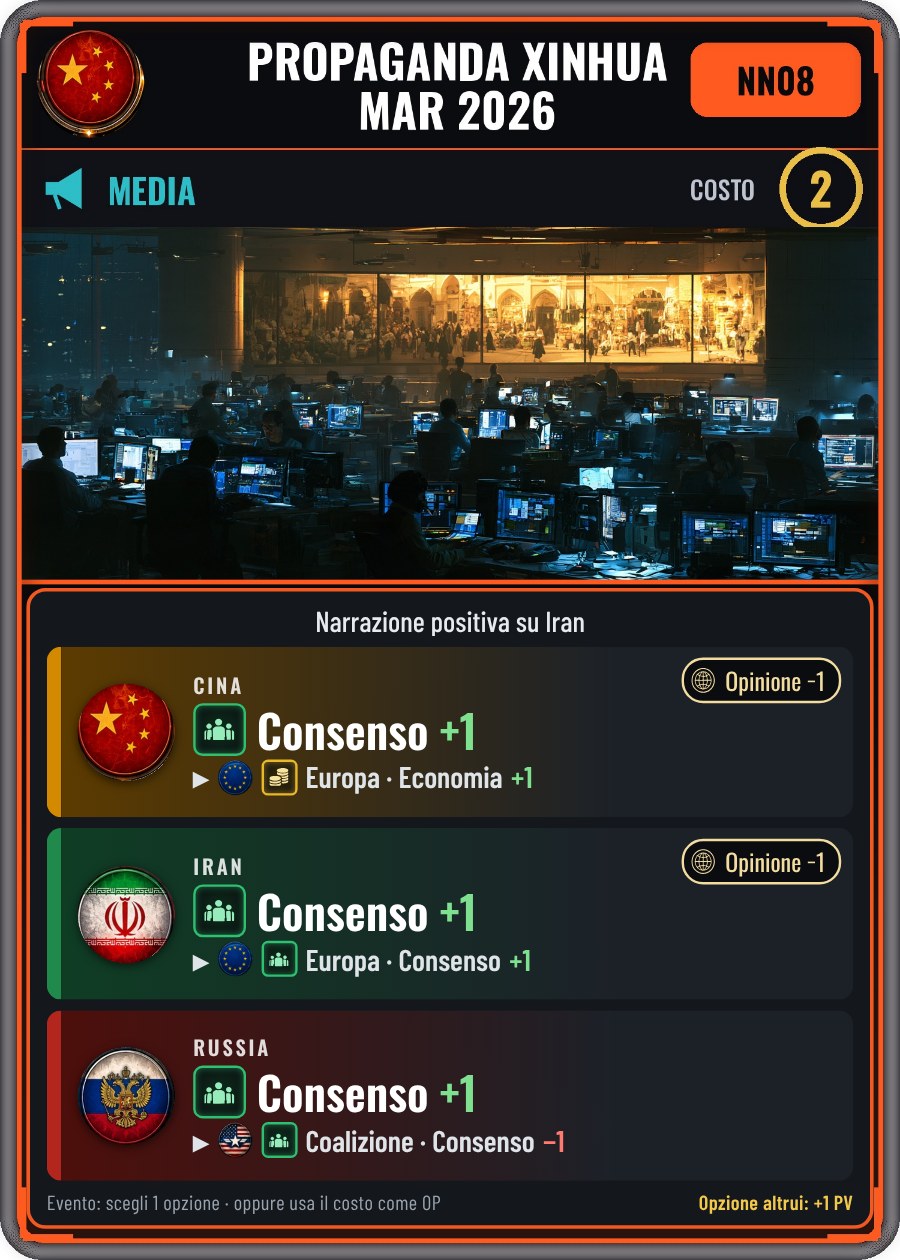 PROPAGANDA XINHUA
MAR 2026
NN08
MEDIA
COSTO
2
Narrazione positiva su Iran
CINA
Opinione −1
Consenso +1
▶ Europa · Economia +1
IRAN
Opinione −1
Consenso +1
▶ Europa · Consenso +1
RUSSIA
Consenso +1
▶ Coalizione · Consenso −1
Evento: scegli 1 opzione · oppure usa il costo come OP
Opzione altrui: +1 PV